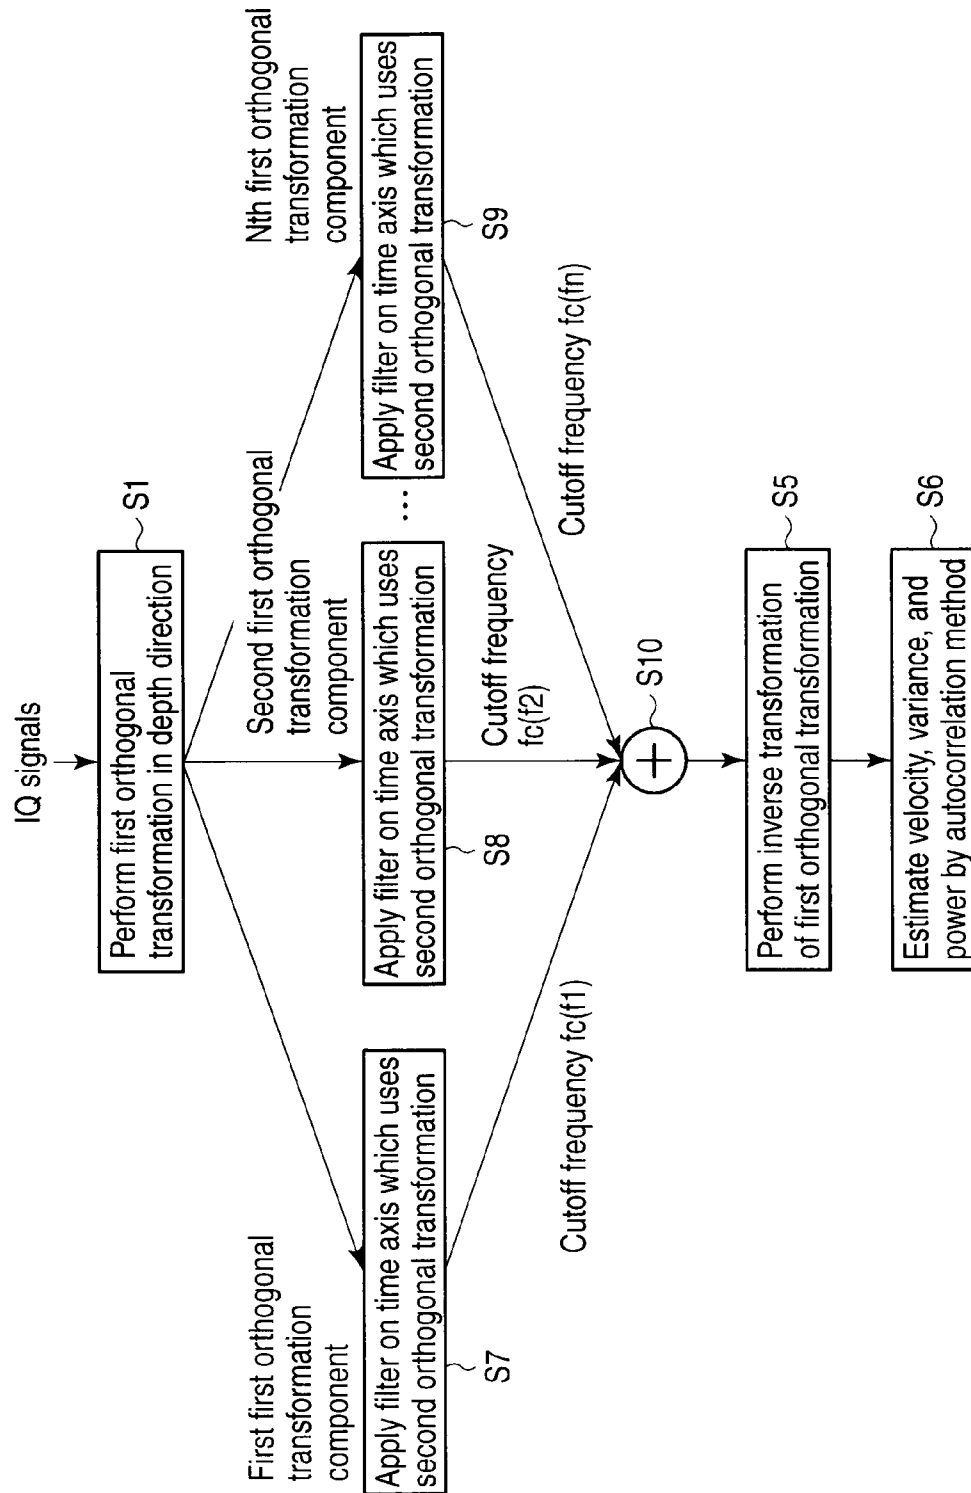 IQ signals
Perform first orthogonal
transformation in depth direction
S1
First first orthogonal
transformation
component
Second first orthogonal
transformation
component
Nth first orthogonal
transformation
component
Apply filter on time axis which uses
second orthogonal transformation
S7
Apply filter on time axis which uses
second orthogonal transformation
S8
...
Apply filter on time axis which uses
second orthogonal transformation
S9
Cutoff frequency fc(f1)
Cutoff frequency
fc(f2)
Cutoff frequency fc(fn)
+
S10
Perform inverse transformation
of first orthogonal transformation
S5
Estimate velocity, variance, and
power by autocorrelation method
S6